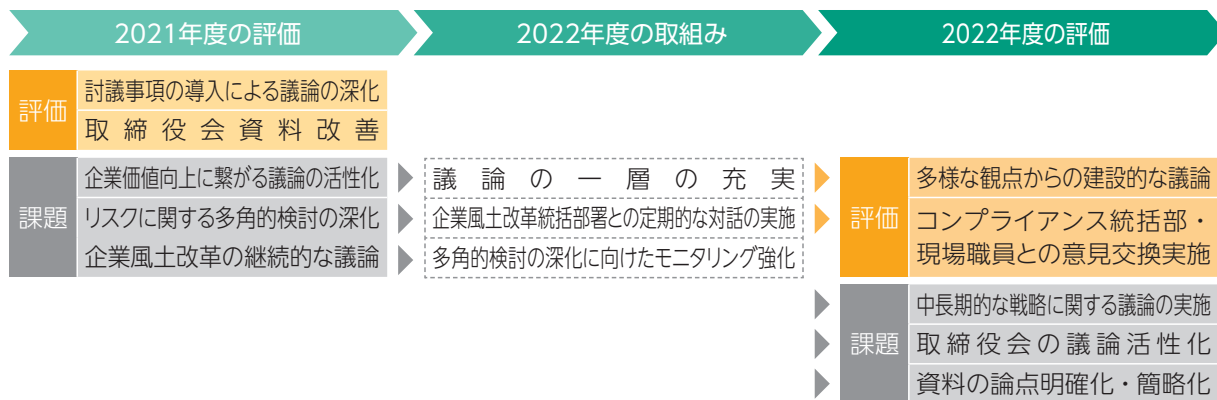 2021年度の評価
2022年度の取組み
2022年度の評価
評価
討議事項の導入による議論の深化
取締役会資料改善
課題
企業価値向上に繋がる議論の活性化
リスクに関する多角的検討の深化
企業風土改革の継続的な議論
議論の一層の充実
企業風土改革統括部署との定期的な対話の実施
多角的検討の深化に向けたモニタリング強化
評価
多様な観点からの建設的な議論
コンプライアンス統括部・
現場職員との意見交換実施
課題
中長期的な戦略に関する議論の実施
取締役会の議論活性化
資料の論点明確化・簡略化